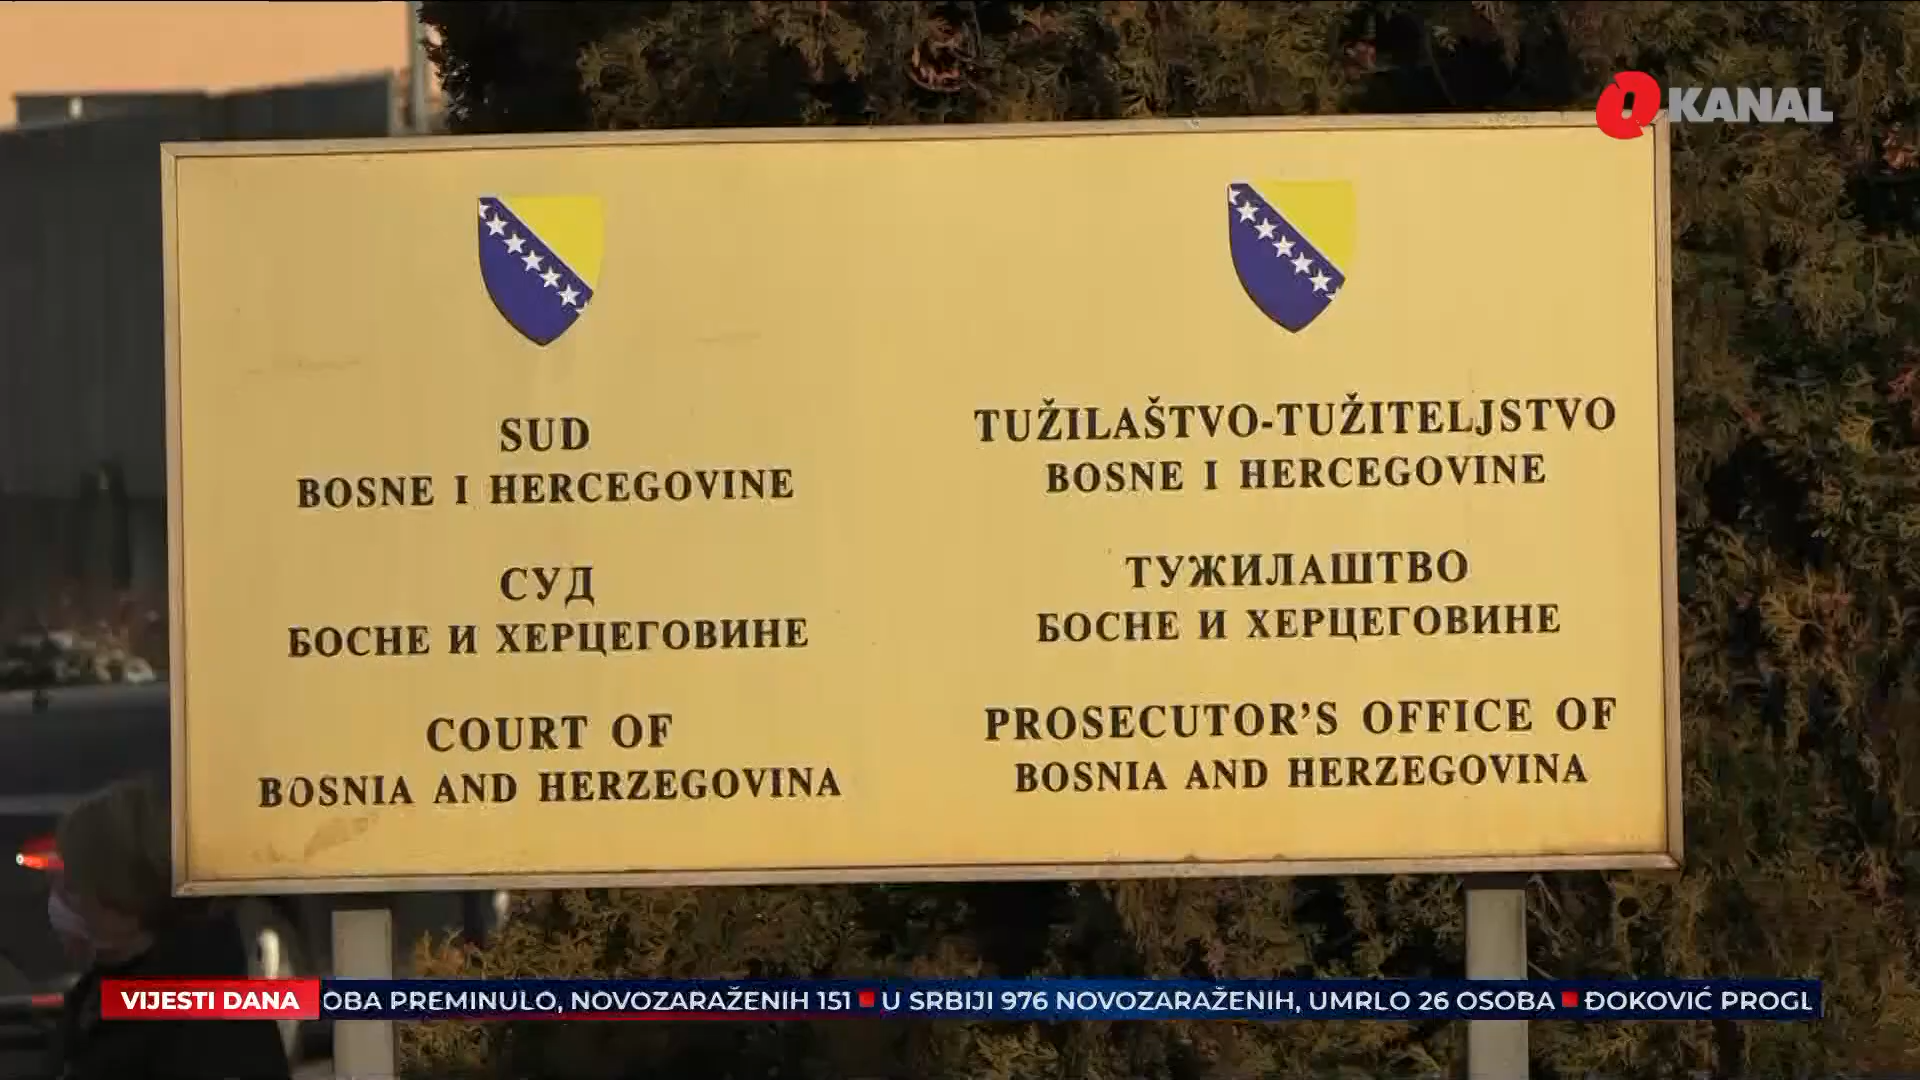 KANAL
SUD
BOSNE I HERCEGOVINE
СУД
БОСНЕ И ХЕРЦЕГОВИНЕ
COURT OF
BOSNIA AND HERZEGOVINA
TUŽILAŠTVO-TUŽITELJSTVO
BOSNE I HERCEGOVINE
ТУЖИЛАШТВО
БОСНЕ И ХЕРЦЕГОВИНЕ
PROSECUTOR'S OFFICE OF
BOSNIA AND HERZEGOVINA
VIJESTI DANA OBA PREMINULO, NOVOZARAŽENIH 151 U SRBIJI 976 NOVOZARAŽENIH, UMRLO 26 OSOBA ĐOKOVIĆ PROGL